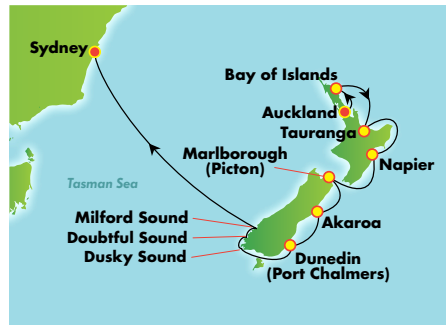 Sydney
Bay of Islands
Auckland
Tauranga
Marlborough
(Picton)
Napier
Tasman Sea
Akaroa
Milford Sound
Doubtful Sound
Dusky Sound
Dunedin
(Port Chalmers)